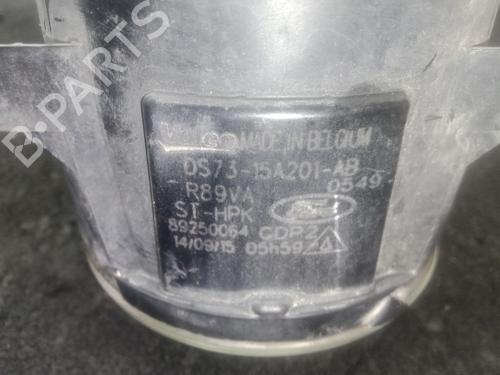 MADE IN BELGIUM
DS73-15A201-AB
R89VA 0549
ST-HPK
89250064 CDP2
14/09/15 05h59
B-PARTS